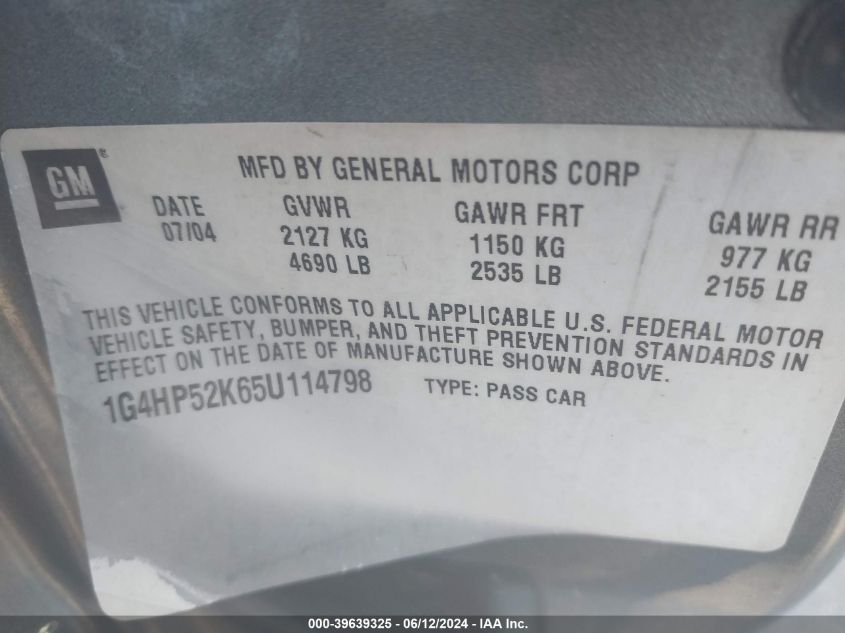 GM®
MFD BY GENERAL MOTORS CORP
DATE GVWR GAWR FRT GAWR RR
07/04 2127 KG 1150 KG 977 KG
4690 LB 2535 LB 2155 LB
THIS VEHICLE CONFORMS TO ALL APPLICABLE U.S. FEDERAL MOTOR
VEHICLE SAFETY, BUMPER, AND THEFT PREVENTION STANDARDS IN
EFFECT ON THE DATE OF MANUFACTURE SHOWN ABOVE.
1G4HP52K65U114798 TYPE: PASS CAR
000-39639325 - 06/12/2024 - IAA Inc.